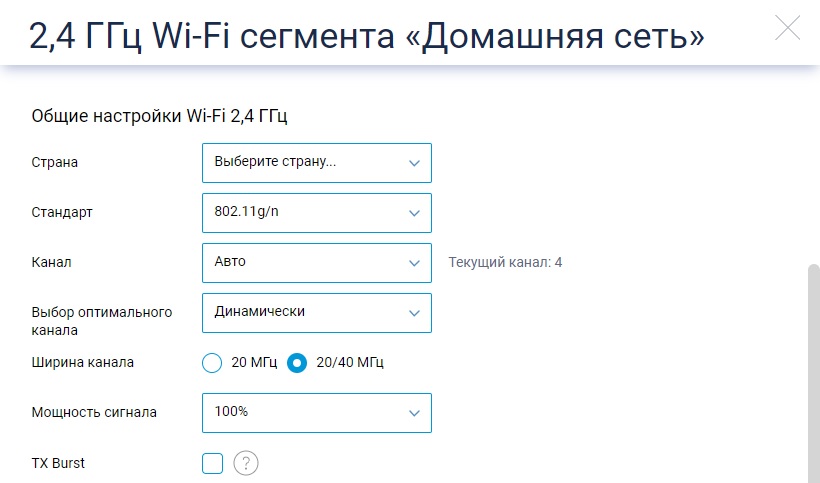 2,4 ГГц Wi-Fi сегмента «Домашняя сеть»
Общие настройки Wi-Fi 2,4 ГГц
Страна Выберите страну...
Стандарт 802.11g/n
Канал Авто Текущий канал: 4
Выбор оптимального Динамически
канала
Ширина канала 20 МГц 20/40 МГц
Мощность сигнала 100%
TX Burst ?